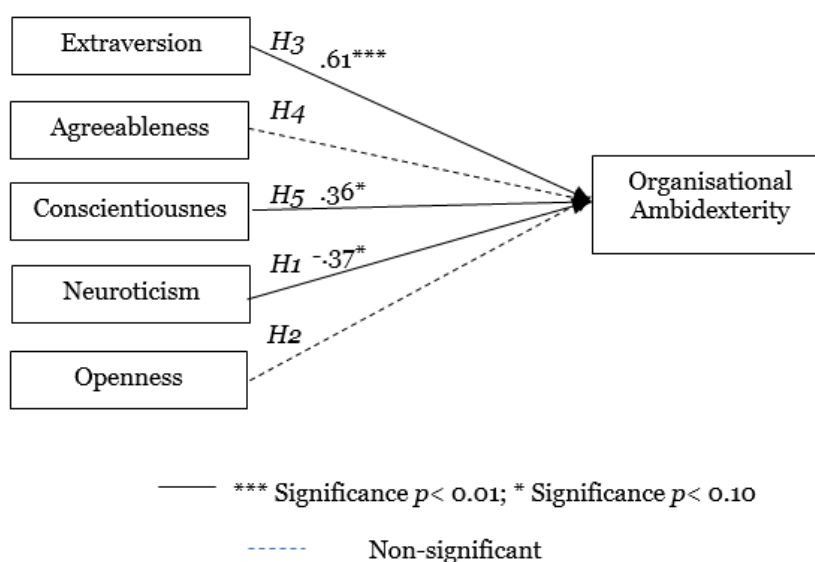 Extraversion
H3
.61***
Agreeableness
H4
Conscientiousnes
H5 .36*
Neuroticism
H1 -.37*
Openness
H2
Organisational
Ambidexterity
*** Significance p< 0.01; * Significance p< 0.10
Non-significant